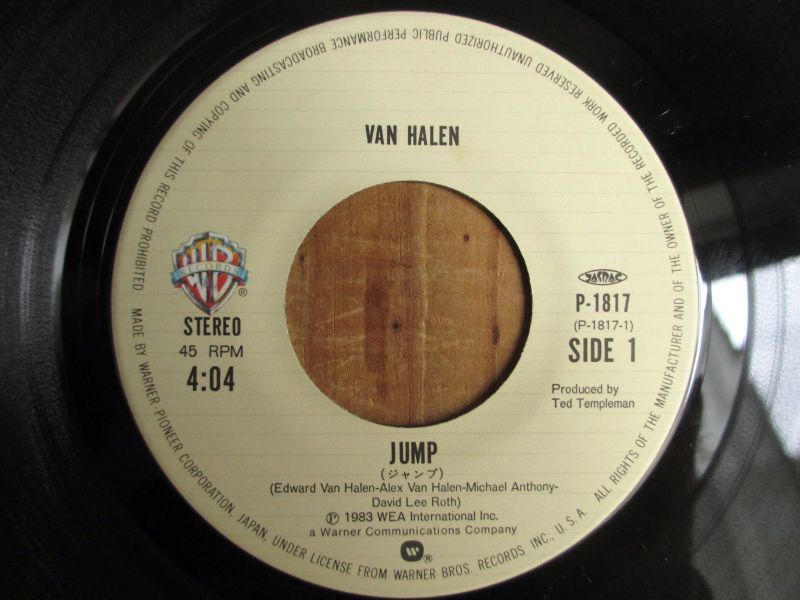 VAN HALEN
WB
RECORDS
®
STEREO
45 RPM
4:04
JASRAC
P-1817
(P-1817-1)
SIDE 1
Produced by
Ted Templeman
JUMP
(ジャンプ)
(Edward Van Halen-Alex Van Halen-Michael Anthony-
David Lee Roth)
Ⓟ 1983 WEA International Inc.
a Warner Communications Company
W
MADE BY WARNER-PIONEER CORPORATION, JAPAN, UNDER LICENSE FROM WARNER BROS. RECORDS INC., U.S.A. ALL RIGHTS OF THE MANUFACTURER AND OF THE OWNER OF THE RECORDED WORK RESERVED UNAUTHORIZED PUBLIC PERFORMANCE BROADCASTING AND COPYING OF THIS RECORD PROHIBITED.